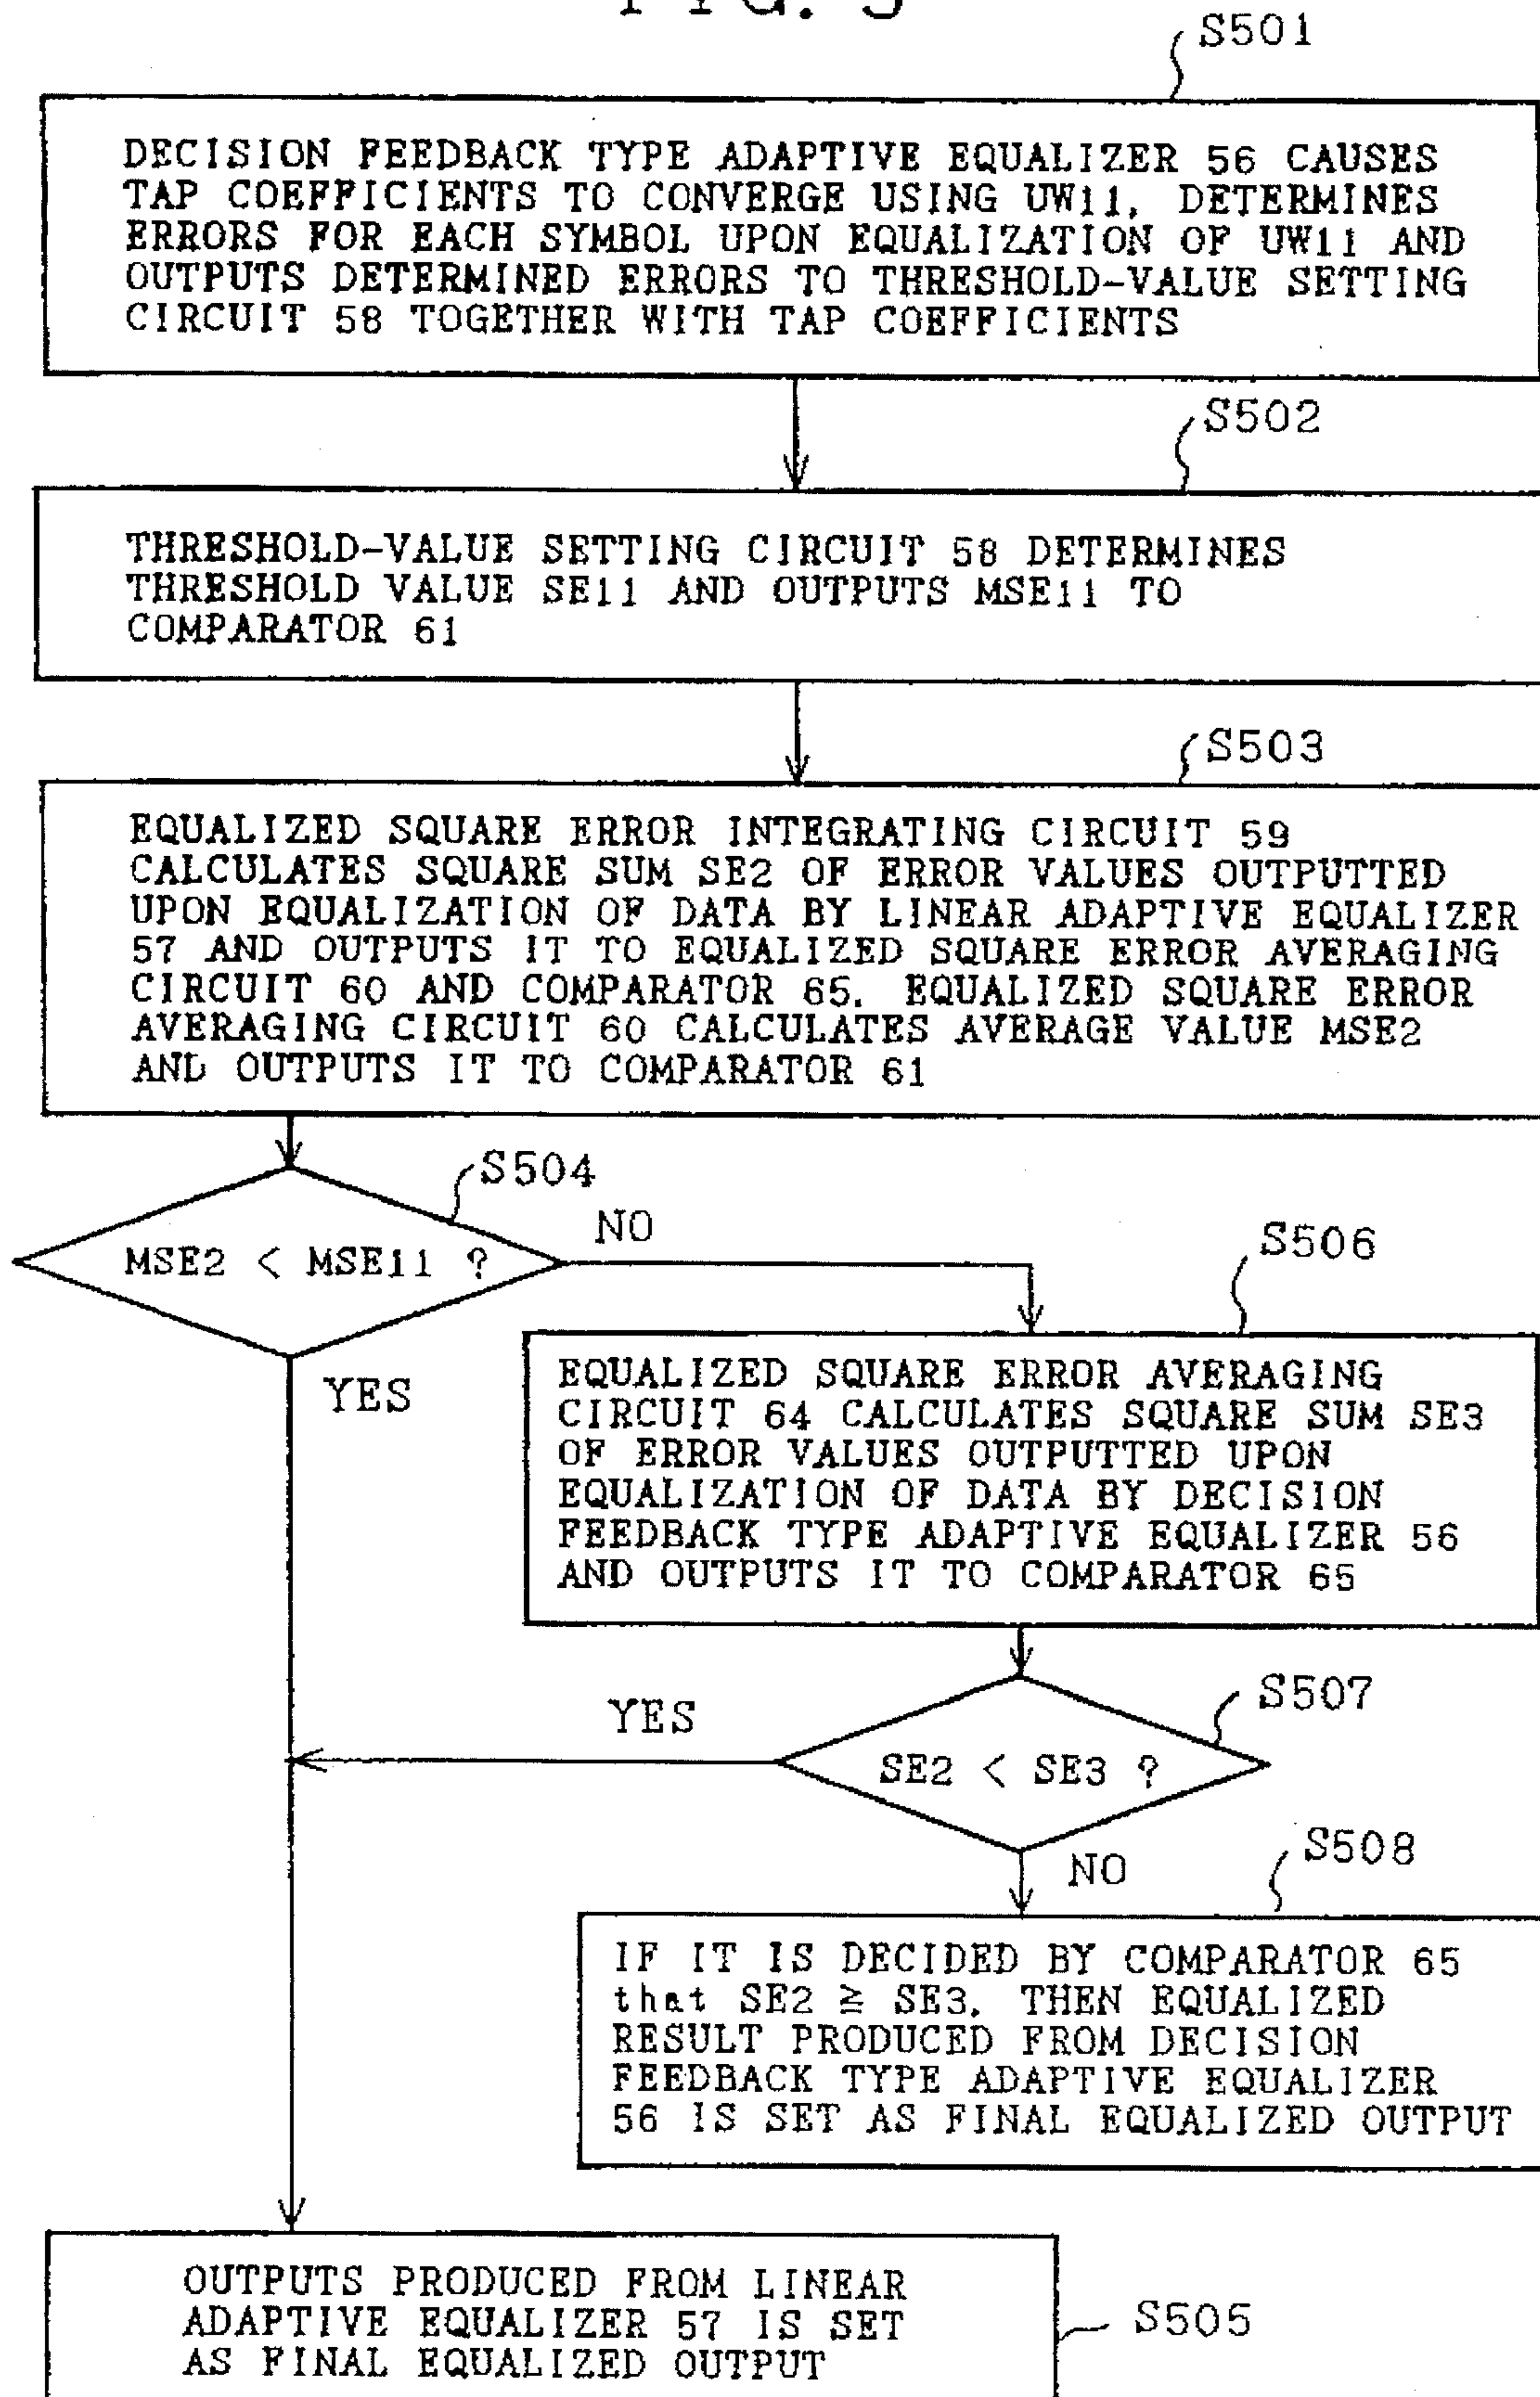 FIG. 5
S501
DECISION FEEDBACK TYPE ADAPTIVE EQUALIZER 56 CAUSES
TAP COEFFICIENTS TO CONVERGE USING UW11, DETERMINES
ERRORS FOR EACH SYMBOL UPON EQUALIZATION OF UW11 AND
OUTPUTS DETERMINED ERRORS TO THRESHOLD-VALUE SETTING
CIRCUIT 58 TOGETHER WITH TAP COEFFICIENTS
S502
THRESHOLD-VALUE SETTING CIRCUIT 58 DETERMINES
THRESHOLD VALUE SE11 AND OUTPUTS MSE11 TO
COMPARATOR 61
S503
EQUALIZED SQUARE ERROR INTEGRATING CIRCUIT 59
CALCULATES SQUARE SUM SE2 OF ERROR VALUES OUTPUTTED
UPON EQUALIZATION OF DATA BY LINEAR ADAPTIVE EQUALIZER
57 AND OUTPUTS IT TO EQUALIZED SQUARE ERROR AVERAGING
CIRCUIT 60 AND COMPARATOR 65. EQUALIZED SQUARE ERROR
AVERAGING CIRCUIT 60 CALCULATES AVERAGE VALUE MSE2
AND OUTPUTS IT TO COMPARATOR 61
S504
MSE2 < MSE11 ?
NO
YES
S506
EQUALIZED SQUARE ERROR AVERAGING
CIRCUIT 64 CALCULATES SQUARE SUM SE3
OF ERROR VALUES OUTPUTTED UPON
EQUALIZATION OF DATA BY DECISION
FEEDBACK TYPE ADAPTIVE EQUALIZER 56
AND OUTPUTS IT TO COMPARATOR 65
S507
YES
SE2 < SE3 ?
NO
S508
IF IT IS DECIDED BY COMPARATOR 65
that SE2 ≧ SE3, THEN EQUALIZED
RESULT PRODUCED FROM DECISION
FEEDBACK TYPE ADAPTIVE EQUALIZER
56 IS SET AS FINAL EQUALIZED OUTPUT
OUTPUTS PRODUCED FROM LINEAR
ADAPTIVE EQUALIZER 57 IS SET
AS FINAL EQUALIZED OUTPUT
S505